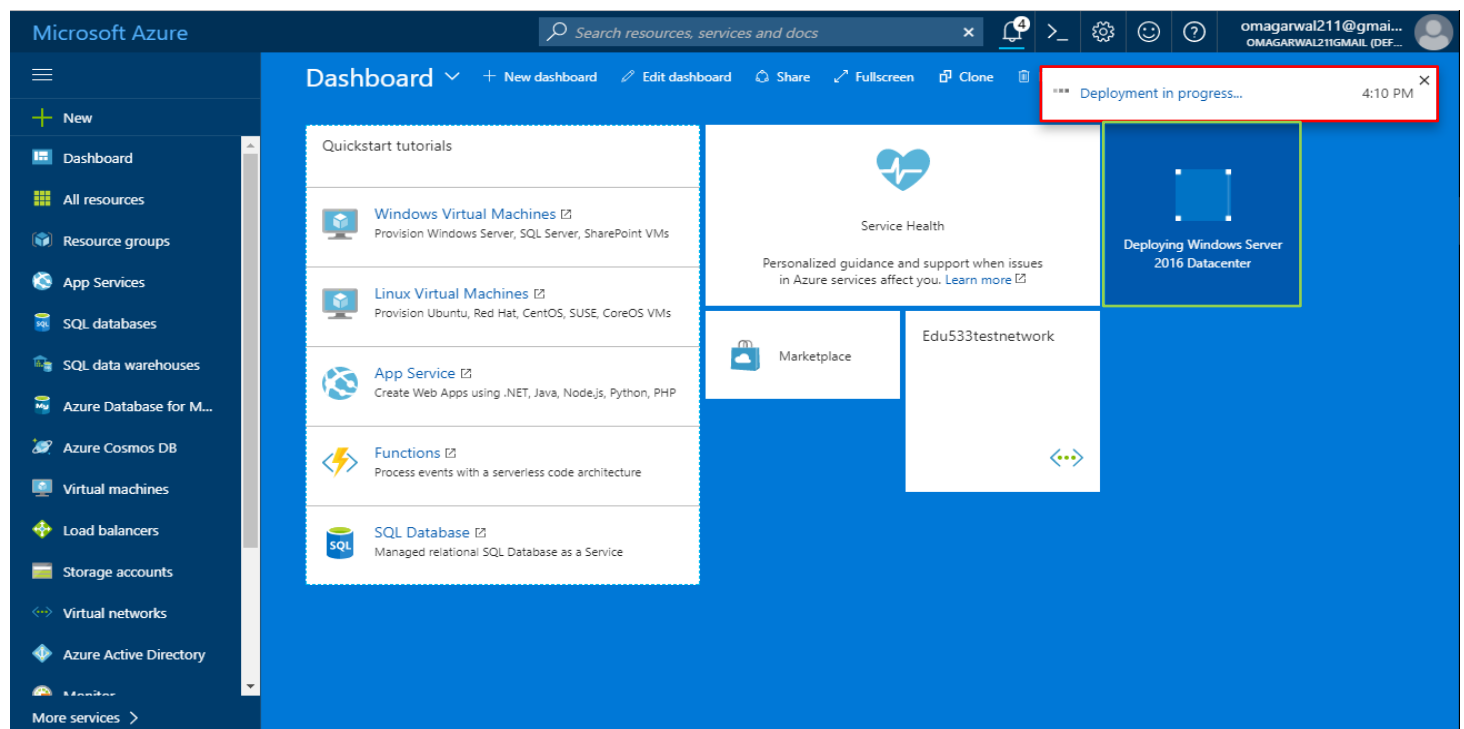 Microsoft Azure
Search resources, services and docs
4
omagarwal211@gmai...
OMAGARWAL211GMAIL (DEF...
Dashboard
New dashboard
Edit dashboard
Share
Fullscreen
Clone
Deployment in progress...
4:10 PM
New
Dashboard
All resources
Resource groups
App Services
SQL databases
SQL data warehouses
Azure Database for M...
Azure Cosmos DB
Virtual machines
Load balancers
Storage accounts
Virtual networks
Azure Active Directory
Monitor
More services
Quickstart tutorials
Windows Virtual Machines
Provision Windows Server, SQL Server, SharePoint VMs
Linux Virtual Machines
Provision Ubuntu, Red Hat, CentOS, SUSE, CoreOS VMs
App Service
Create Web Apps using .NET, Java, Node.js, Python, PHP
Functions
Process events with a serverless code architecture
SQL
SQL Database
Managed relational SQL Database as a Service
Service Health
Personalized guidance and support when issues
in Azure services affect you. Learn more
Marketplace
Edu533testnetwork
Deploying Windows Server
2016 Datacenter